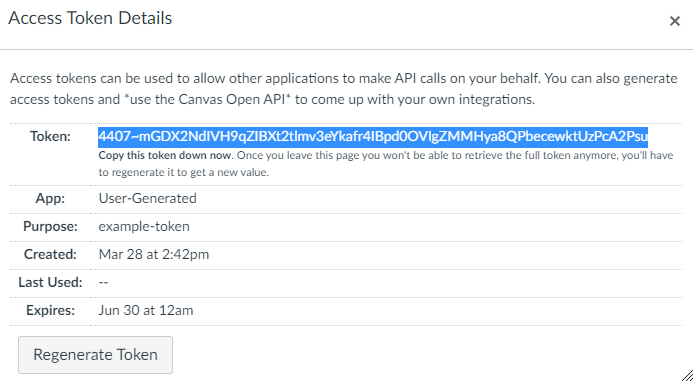 Access Token Details ×
Access tokens can be used to allow other applications to make API calls on your behalf. You can also generate
access tokens and *use the Canvas Open API* to come up with your own integrations.
Token: 4407~mGDX2NdIVH9qZIBXt2tlmv3eYkafr4IBpd0OVIgZMMHya8QPbecewktUzPcA2Psu
Copy this token down now. Once you leave this page you won't be able to retrieve the full token anymore, you'll have
to regenerate it to get a new value.
App: User-Generated
Purpose: example-token
Created: Mar 28 at 2:42pm
Last Used: --
Expires: Jun 30 at 12am
Regenerate Token